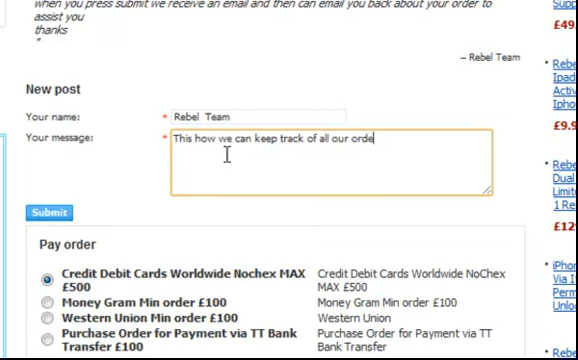 when you press submit we receive an email and then can email you back about your order to
assist you
thanks
"
– Rebel Team
New post
Your name: * Rebel Team
Your message: * This how we can keep track of all our orde
Submit
Pay order
Credit Debit Cards Worldwide Nochex MAX £500 Credit Debit Cards Worldwide NoChex MAX £500
Money Gram Min order £100 Money Gram Min order £100
Western Union Min order £100 Western Union
Purchase Order for Payment via TT Bank Transfer £100 Purchase Order for Payment via TT Bank Transfer
£49.
Rebe
Ipad
Activ
Ipho
£9.9
Rebe
Dual
Limit
1 Re
£12
iPhon
Via I
Perm
Unlo
Rebe